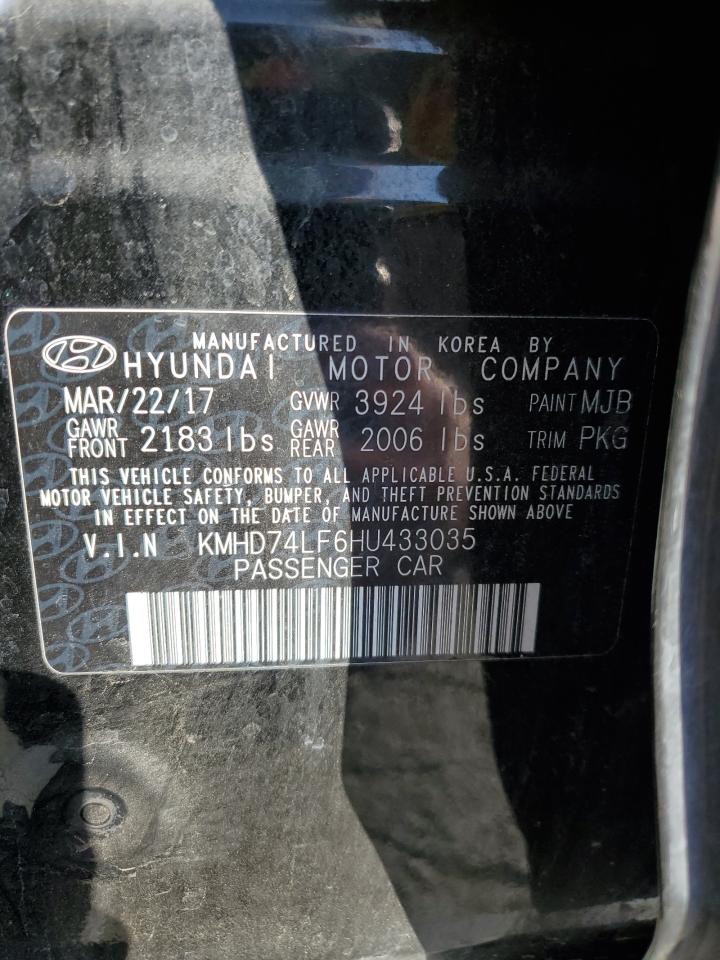 MANUFACTURED IN KOREA BY
HYUNDAI MOTOR COMPANY
MAR/22/17 GVWR 3924 lbs PAINT MJB
GAWR FRONT 2183 lbs GAWR REAR 2006 lbs TRIM PKG
THIS VEHICLE CONFORMS TO ALL APPLICABLE U.S.A. FEDERAL
MOTOR VEHICLE SAFETY, BUMPER, AND THEFT PREVENTION STANDARDS
IN EFFECT ON THE DATE OF MANUFACTURE SHOWN ABOVE
V.I.N KMHD74LF6HU433035
PASSENGER CAR